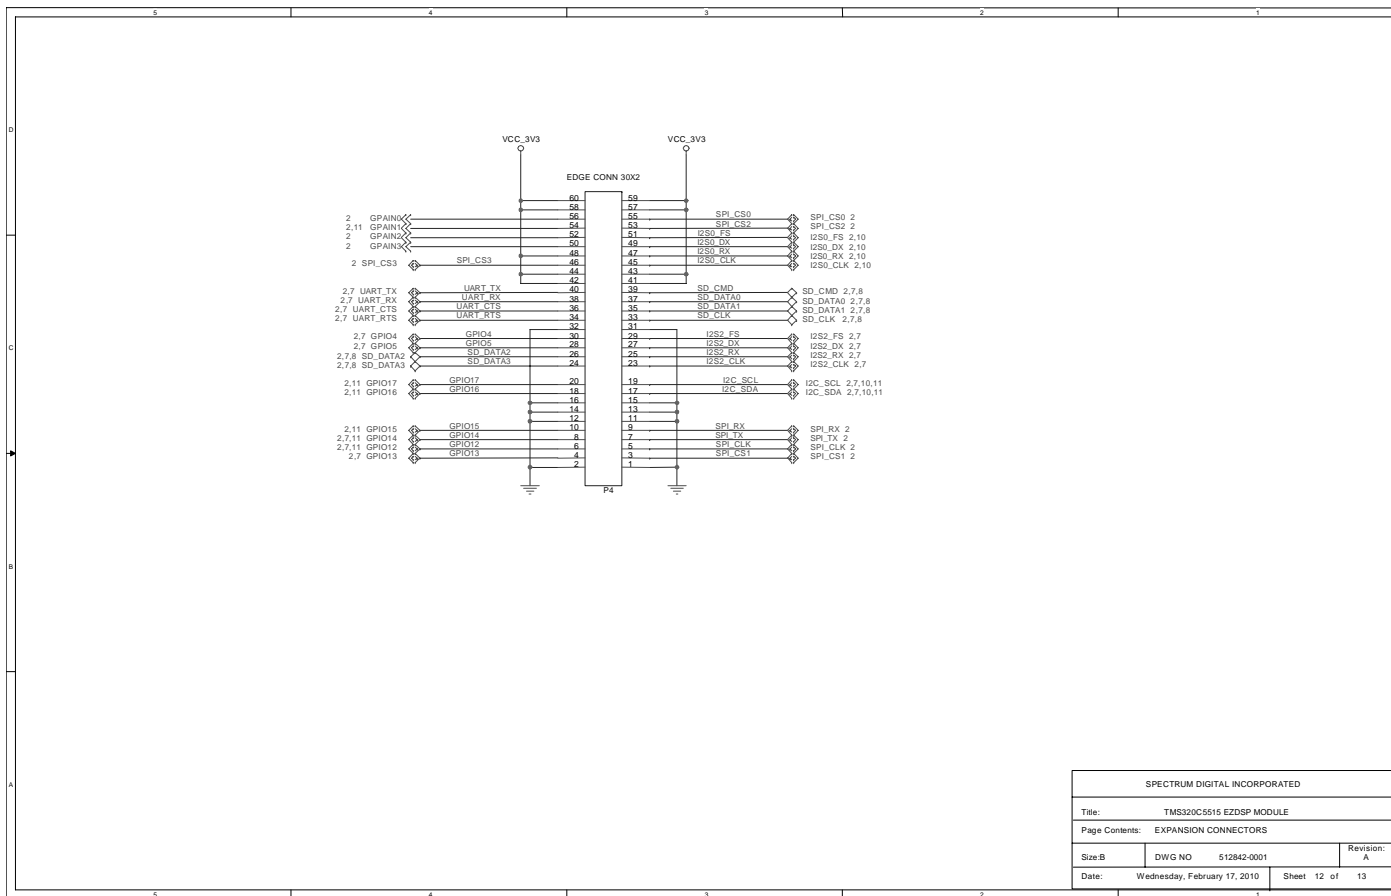 5 4 3 2 1
D
C
B
A
VCC_3V3 VCC_3V3
EDGE CONN 30X2
60 59
58 57
2 GPAIN0 56 55 SPI_CS0 SPI_CS0 2
2,11 GPAIN1 54 53 SPI_CS2 SPI_CS2 2
2 GPAIN2 52 51 I2S0_FS I2S0_FS 2,10
2 GPAIN3 50 49 I2S0_DX I2S0_DX 2,10
48 47 I2S0_RX I2S0_RX 2,10
2 SPI_CS3 SPI_CS3 46 45 I2S0_CLK I2S0_CLK 2,10
44 43
42 41
2,7 UART_TX UART_TX 40 39 SD_CMD SD_CMD 2,7,8
2,7 UART_RX UART_RX 38 37 SD_DATA0 SD_DATA0 2,7,8
2,7 UART_CTS UART_CTS 36 35 SD_DATA1 SD_DATA1 2,7,8
2,7 UART_RTS UART_RTS 34 33 SD_CLK SD_CLK 2,7,8
32 31
2,7 GPIO4 GPIO4 30 29 I2S2_FS I2S2_FS 2,7
2,7 GPIO5 GPIO5 28 27 I2S2_DX I2S2_DX 2,7
2,7,8 SD_DATA2 SD_DATA2 26 25 I2S2_RX I2S2_RX 2,7
2,7,8 SD_DATA3 SD_DATA3 24 23 I2S2_CLK I2S2_CLK 2,7
2,11 GPIO17 GPIO17 20 19 I2C_SCL I2C_SCL 2,7,10,11
2,11 GPIO16 GPIO16 18 17 I2C_SDA I2C_SDA 2,7,10,11
16 15
14 13
12 11
2,11 GPIO15 GPIO15 10 9 SPI_RX SPI_RX 2
2,7,11 GPIO14 GPIO14 8 7 SPI_TX SPI_TX 2
2,7,11 GPIO12 GPIO12 6 5 SPI_CLK SPI_CLK 2
2,7 GPIO13 GPIO13 4 3 SPI_CS1 SPI_CS1 2
2 1
P4
SPECTRUM DIGITAL INCORPORATED
Title: TMS320C5515 EZDSP MODULE
Page Contents: EXPANSION CONNECTORS
Size:B DWG NO 512842-0001 Revision: A
Date: Wednesday, February 17, 2010 Sheet 12 of 13
5 4 3 2 1